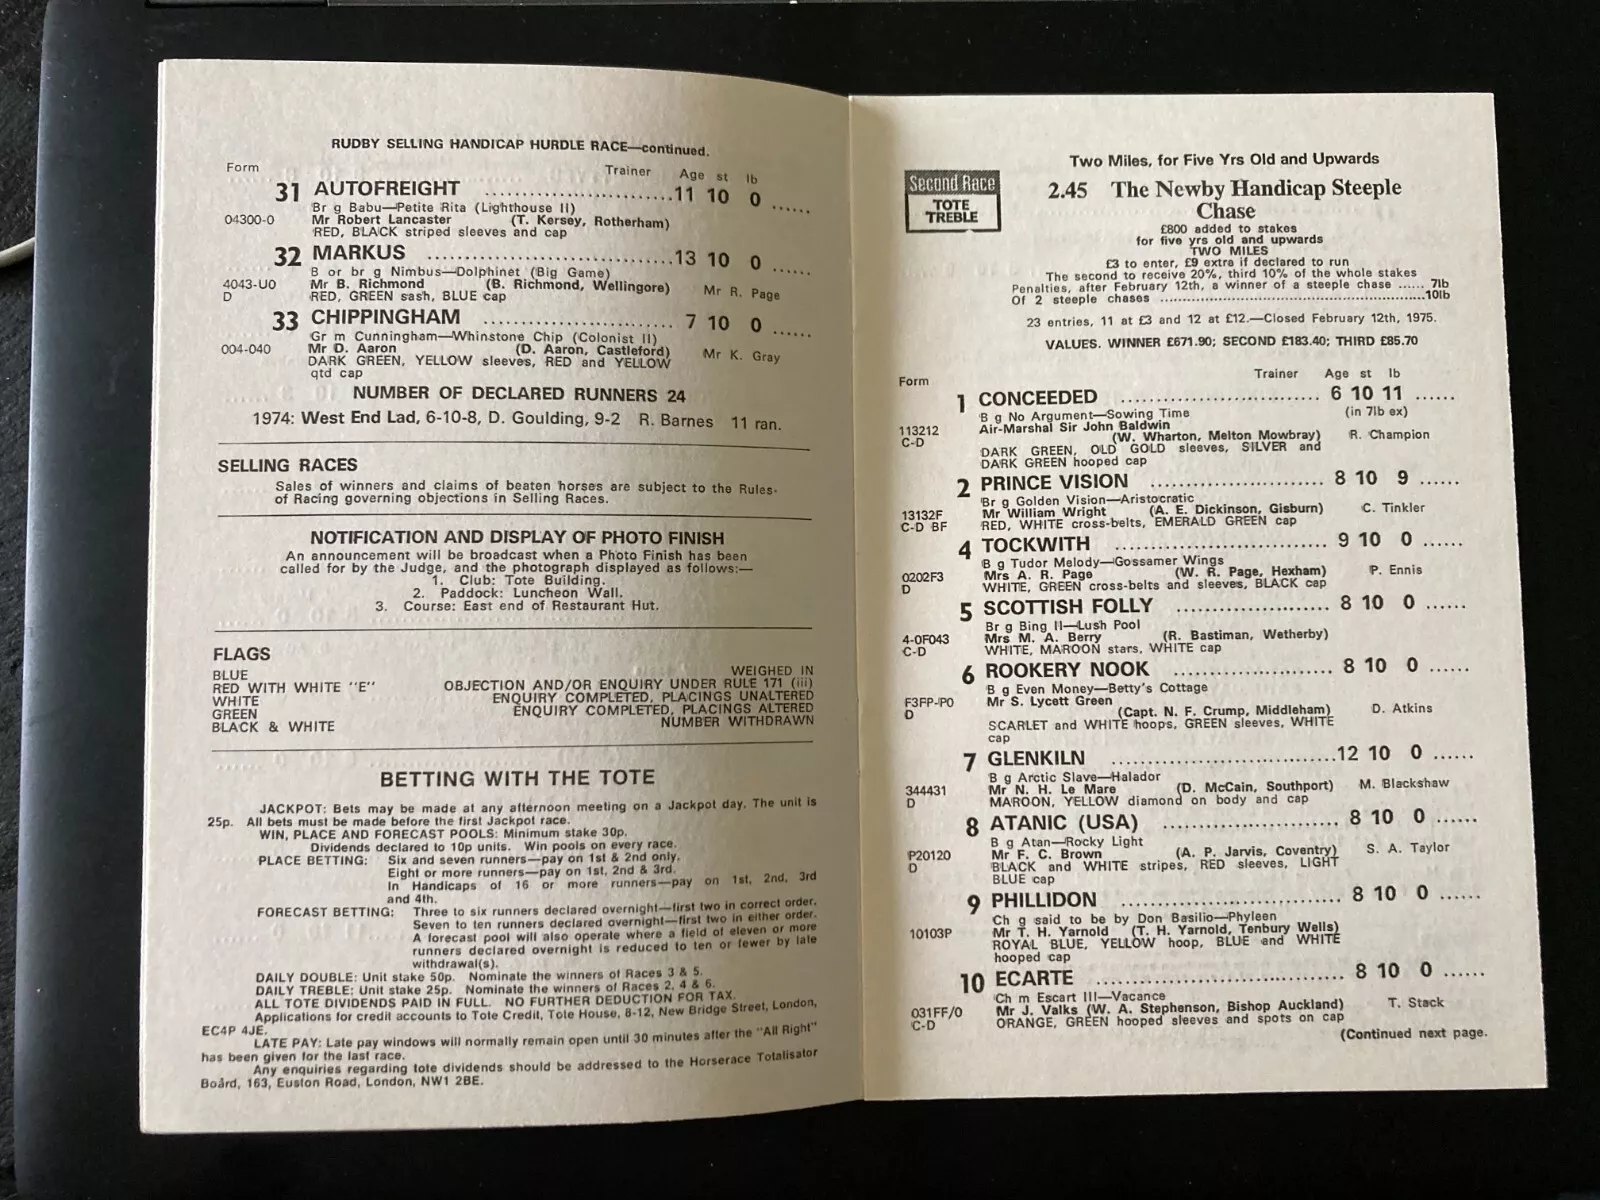 RUDBY SELLING HANDICAP HURDLE RACE—continued.
Form Trainer Age st lb
31 AUTOFREIGHT ..............................11 10 0 ......
Br g Babu—Petite Rita (Lighthouse II)
04300-0 Mr Robert Lancaster (T. Kersey, Rotherham)
RED, BLACK striped sleeves and cap
32 MARKUS ........................................13 10 0 ......
B or br g Nimbus—Dolphinet (Big Game)
4043-U0 Mr B. Richmond (B. Richmond, Wellingore) Mr R. Page
D RED, GREEN sash, BLUE cap
33 CHIPPINGHAM .............................. 7 10 0 ......
Gr m Cunningham—Whinstone Chip (Colonist II)
004-040 Mr D. Aaron (D. Aaron, Castleford) Mr K. Gray
DARK GREEN, YELLOW sleeves, RED and YELLOW
qtd cap
NUMBER OF DECLARED RUNNERS 24
1974: West End Lad, 6-10-8, D. Goulding, 9-2 R. Barnes 11 ran.
SELLING RACES
Sales of winners and claims of beaten horses are subject to the Rules
of Racing governing objections in Selling Races.
NOTIFICATION AND DISPLAY OF PHOTO FINISH
An announcement will be broadcast when a Photo Finish has been
called for by the Judge, and the photograph displayed as follows:—
1. Club: Tote Building.
2. Paddock: Luncheon Wall.
3. Course: East end of Restaurant Hut.
FLAGS
BLUE WEIGHED IN
RED WITH WHITE "E" OBJECTION AND/OR ENQUIRY UNDER RULE 171 (iii)
WHITE ENQUIRY COMPLETED, PLACINGS UNALTERED
GREEN ENQUIRY COMPLETED, PLACINGS ALTERED
BLACK & WHITE NUMBER WITHDRAWN
BETTING WITH THE TOTE
JACKPOT: Bets may be made at any afternoon meeting on a Jackpot day. The unit is
25p. All bets must be made before the first Jackpot race.
WIN, PLACE AND FORECAST POOLS: Minimum stake 30p.
Dividends declared to 10p units. Win pools on every race.
PLACE BETTING: Six and seven runners—pay on 1st & 2nd only.
Eight or more runners—pay on 1st, 2nd & 3rd.
In Handicaps of 16 or more runners—pay on 1st, 2nd, 3rd
and 4th.
FORECAST BETTING: Three to six runners declared overnight—first two in correct order.
Seven to ten runners declared overnight—first two in either order.
A forecast pool will also operate where a field of eleven or more
runners declared overnight is reduced to ten or fewer by late
withdrawal(s).
DAILY DOUBLE: Unit stake 50p. Nominate the winners of Races 3 & 5.
DAILY TREBLE: Unit stake 25p. Nominate the winners of Races 2, 4 & 6.
ALL TOTE DIVIDENDS PAID IN FULL. NO FURTHER DEDUCTION FOR TAX.
Applications for credit accounts to Tote Credit, Tote House, 8-12, New Bridge Street, London,
EC4P 4JE.
LATE PAY: Late pay windows will normally remain open until 30 minutes after the "All Right"
has been given for the last race.
Any enquiries regarding tote dividends should be addressed to the Horserace Totalisator
Board, 163, Euston Road, London, NW1 2BE.
Second Race
TOTE
TREBLE
Two Miles, for Five Yrs Old and Upwards
2.45 The Newby Handicap Steeple
Chase
£800 added to stakes
for five yrs old and upwards
TWO MILES
£3 to enter, £9 extra if declared to run
The second to receive 20%, third 10% of the whole stakes
Penalties, after February 12th, a winner of a steeple chase ...... 7lb
Of 2 steeple chases ..................................................10lb
23 entries, 11 at £3 and 12 at £12.—Closed February 12th, 1975.
VALUES. WINNER £671.90; SECOND £183.40; THIRD £85.70
Form Trainer Age st lb
1 CONCEEDED .............................. 6 10 11 ......
B g No Argument—Sowing Time (in 7lb ex)
113212 Air-Marshal Sir John Baldwin
C-D (W. Wharton, Melton Mowbray) R. Champion
DARK GREEN, OLD GOLD sleeves, SILVER and
DARK GREEN hooped cap
2 PRINCE VISION .......................... 8 10 9 ......
Br g Golden Vision—Aristocratic
13132F Mr William Wright (A. E. Dickinson, Gisburn) C. Tinkler
C-D BF RED, WHITE cross-belts, EMERALD GREEN cap
4 TOCKWITH ................................ 9 10 0 ......
B g Tudor Melody—Gossamer Wings
0202F3 Mrs A. R. Page (W. R. Page, Hexham) P. Ennis
D WHITE, GREEN cross-belts and sleeves, BLACK cap
5 SCOTTISH FOLLY ....................... 8 10 0 ......
Br g Bing II—Lush Pool
4-0F043 Mrs M. A. Berry (R. Bastiman, Wetherby)
C-D WHITE, MAROON stars, WHITE cap
6 ROOKERY NOOK ........................ 8 10 0 ......
B g Even Money—Betty's Cottage
F3FP-P0 Mr S. Lycett Green
D (Capt. N. F. Crump, Middleham) D. Atkins
SCARLET and WHITE hoops, GREEN sleeves, WHITE
cap
7 GLENKILN ..................................12 10 0 ......
B g Arctic Slave—Halador
344431 Mr N. H. Le Mare (D. McCain, Southport) M. Blackshaw
D MAROON, YELLOW diamond on body and cap
8 ATANIC (USA) .......................... 8 10 0 ......
B g Atan—Rocky Light
P20120 Mr F. C. Brown (A. P. Jarvis, Coventry) S. A. Taylor
D BLACK and WHITE stripes, RED sleeves, LIGHT
BLUE cap
9 PHILLIDON ................................ 8 10 0 ......
Ch g said to be by Don Basilio—Phyleen
10103P Mr T. H. Yarnold (T. H. Yarnold, Tenbury Wells)
ROYAL BLUE, YELLOW hoop, BLUE and WHITE
hooped cap
10 ECARTE .................................... 8 10 0 ......
Ch m Escart III—Vacance
031FF/0 Mr J. Valks (W. A. Stephenson, Bishop Auckland) T. Stack
C-D ORANGE, GREEN hooped sleeves and spots on cap
(Continued next page.